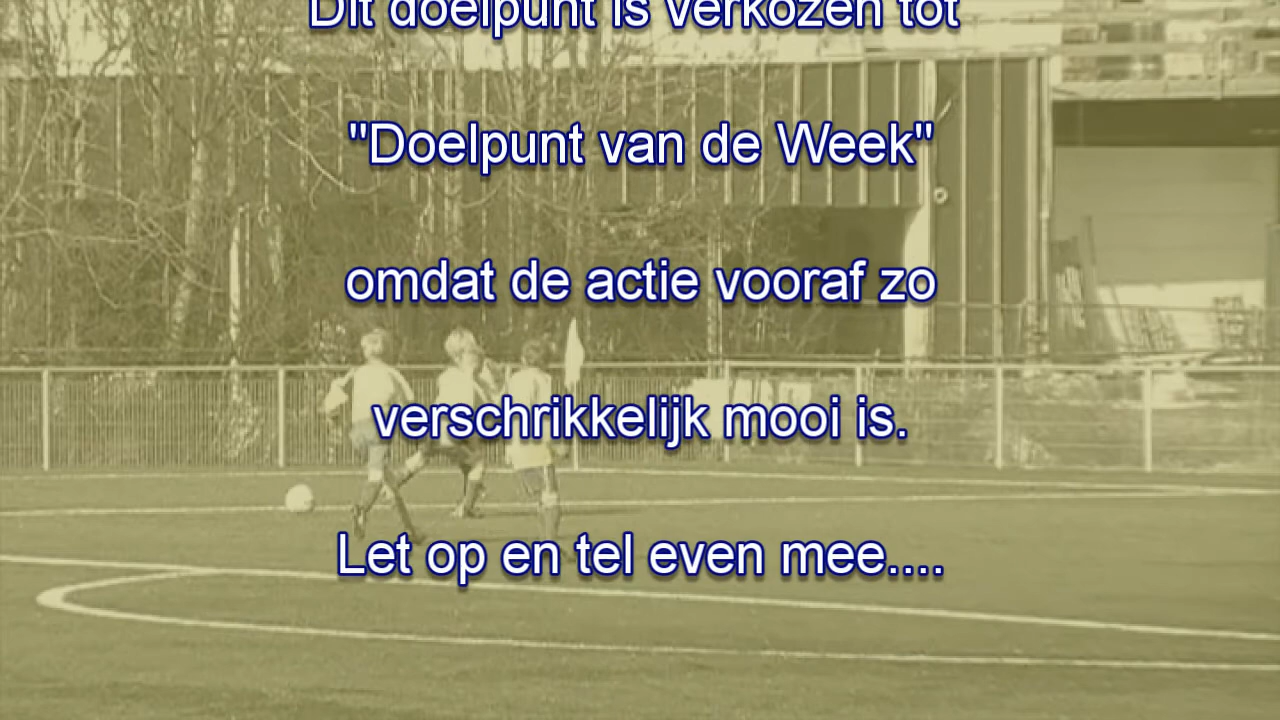 Dit doelpunt is verkozen tot
"Doelpunt van de Week"
omdat de actie vooraf zo
verschrikkelijk mooi is.
Let op en tel even mee....